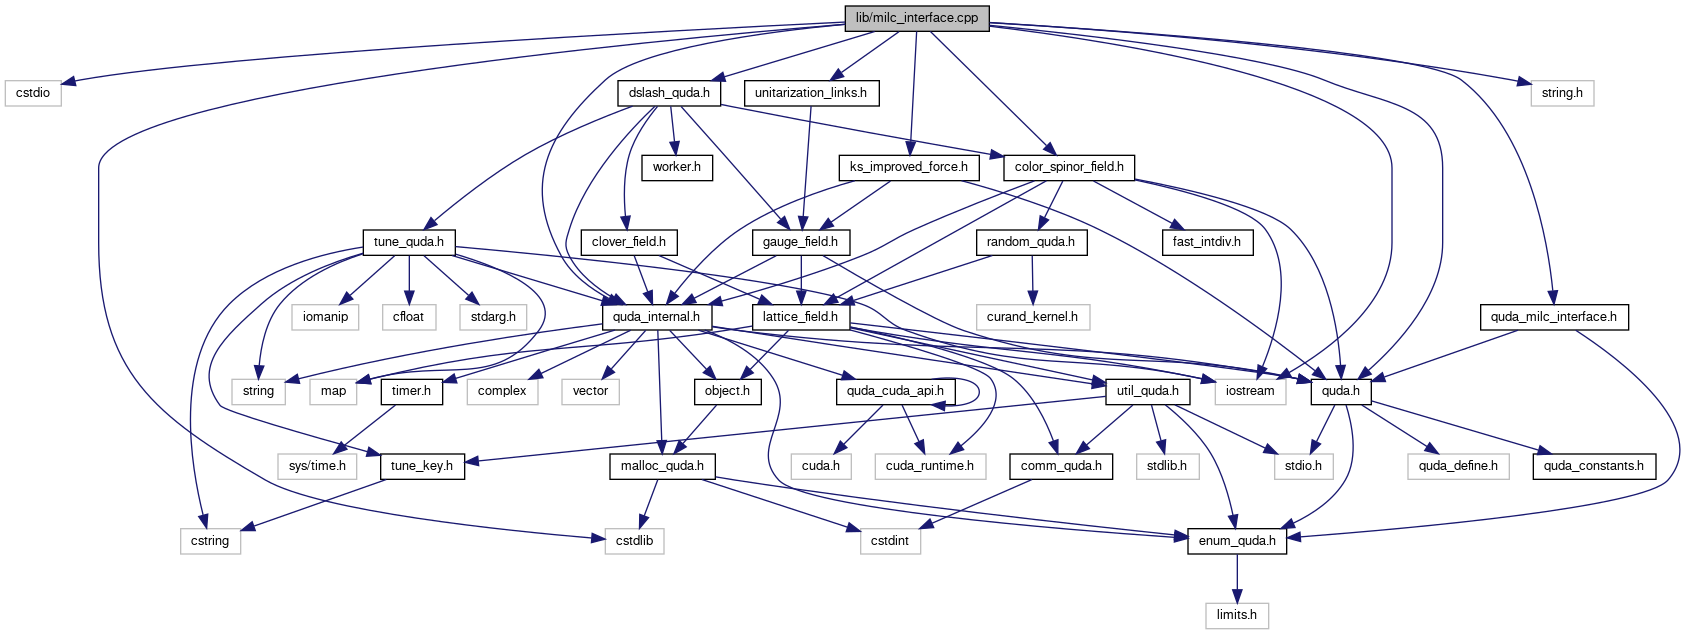 lib/milc_interface.cpp
cstdio
dslash_quda.h
unitarization_links.h
string.h
worker.h
ks_improved_force.h
color_spinor_field.h
tune_quda.h
clover_field.h
gauge_field.h
random_quda.h
fast_intdiv.h
iomanip
cfloat
stdarg.h
quda_internal.h
lattice_field.h
curand_kernel.h
quda_milc_interface.h
string
map
timer.h
complex
vector
object.h
quda_cuda_api.h
util_quda.h
iostream
quda.h
sys/time.h
tune_key.h
malloc_quda.h
cuda.h
cuda_runtime.h
comm_quda.h
stdlib.h
stdio.h
quda_define.h
quda_constants.h
cstring
cstdlib
cstdint
enum_quda.h
limits.h